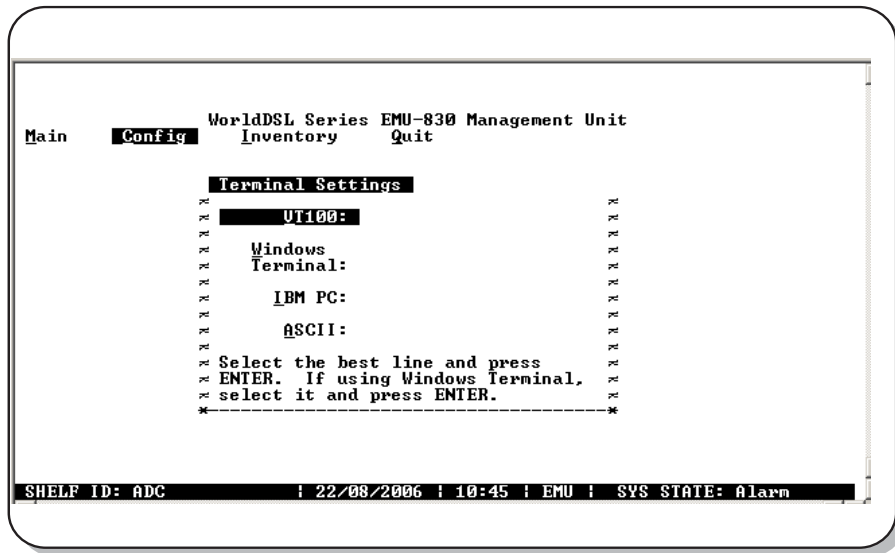 WorldDSL Series EMU-830 Management Unit
Main Config Inventory Quit
Terminal Settings
VT100:
Windows
Terminal:
IBM PC:
ASCII:
Select the best line and press
ENTER. If using Windows Terminal,
select it and press ENTER.
SHELF ID: ADC ¦ 22/08/2006 ¦ 10:45 ¦ EMU ¦ SYS STATE: Alarm